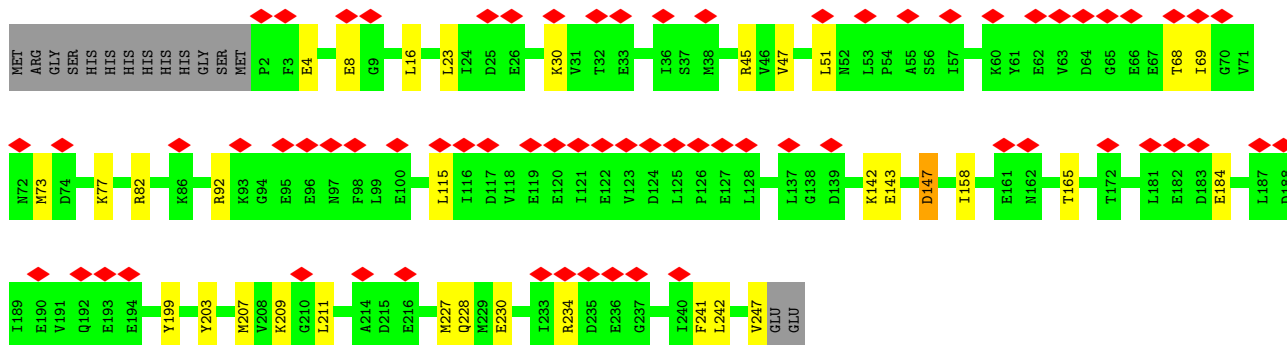 MET ARG GLY SER HIS HIS HIS HIS HIS HIS GLY SER MET P2 F3 E4 E8 G9 L16 L23 I24 D25 E26 K30 V31 T32 E33 I36 S37 M38 R45 V46 V47 L51 N52 L53 P54 A55 S56 I57 K60 Y61 E62 V63 D64 G65 E66 E67 T68 I69 G70 V71
N72 M73 D74 K77 R82 K86 R92 K93 G94 E95 E96 N97 F98 L99 E100 L115 I116 D117 V118 E119 E120 I121 E122 V123 D124 L125 P126 E127 L128 L137 G138 D139 K142 E143 D147 I158 E161 N162 T165 T172 L181 E182 D183 E184 L187 D188
I189 E190 V191 Q192 E193 E194 Y199 Y203 M207 V208 K209 G210 L211 A214 D215 E216 M227 Q228 M229 E230 I233 R234 D235 E236 G237 I240 F241 L242 V247 GLU GLU